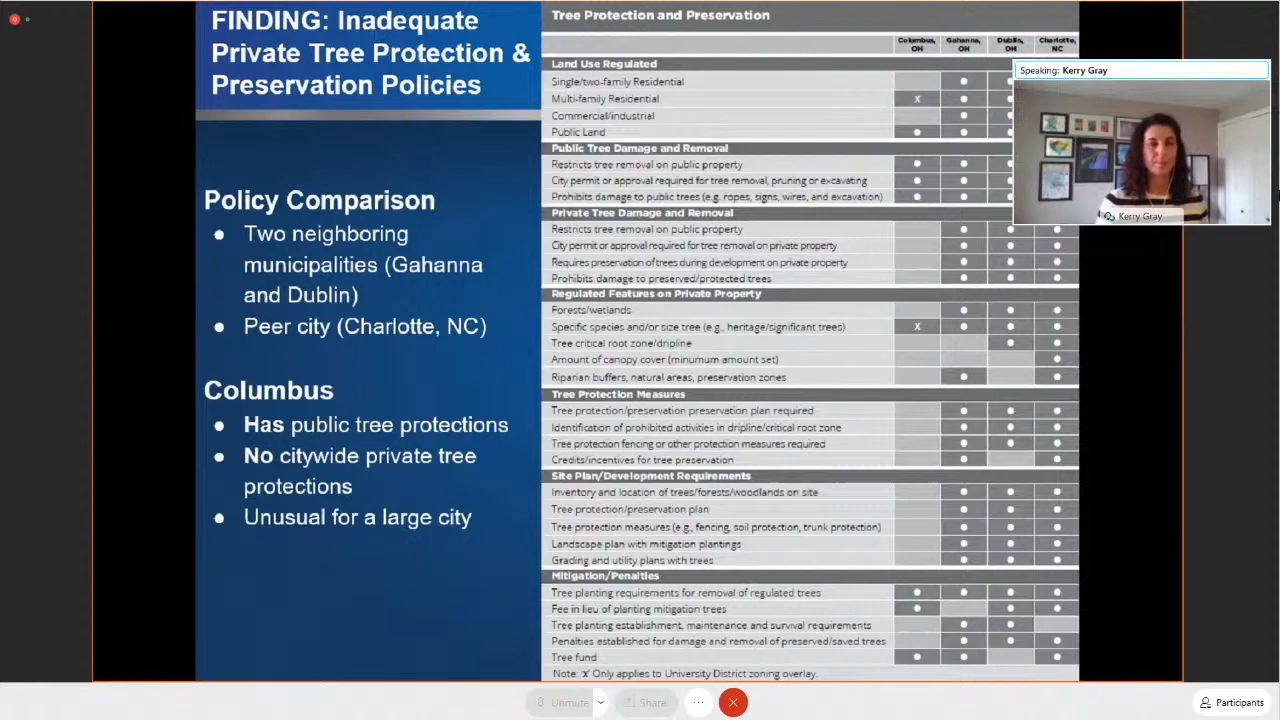 FINDING: Inadequate
Private Tree Protection &
Preservation Policies
Policy Comparison
● Two neighboring
municipalities (Gahanna
and Dublin)
● Peer city (Charlotte, NC)
Columbus
● Has public tree protections
● No citywide private tree
protections
● Unusual for a large city
Tree Protection and Preservation
Columbus, OH Gahanna, OH Dublin, OH Charlotte, NC
Land Use Regulated
Single/two-family Residential ● ●
Multi-family Residential X ● ●
Commercial/industrial ● ●
Public Land ● ● ●
Public Tree Damage and Removal
Restricts tree removal on public property ● ● ●
City permit or approval required for tree removal, pruning or excavating ● ● ●
Prohibits damage to public trees (e.g. ropes, signs, wires, and excavation) ● ● ●
Private Tree Damage and Removal
Restricts tree removal on public property ● ● ●
City permit or approval required for tree removal on private property ● ● ●
Requires preservation of trees during development on private property ● ● ●
Prohibits damage to preserved/protected trees ● ● ●
Regulated Features on Private Property
Forests/wetlands ● ● ●
Specific species and/or size tree (e.g., heritage/significant trees) X ● ● ●
Tree critical root zone/dripline ● ●
Amount of canopy cover (minumum amount set) ●
Riparian buffers, natural areas, preservation zones ● ●
Tree Protection Measures
Tree protection/preservation preservation plan required ● ● ●
Identification of prohibited activities in dripline/critical root zone ● ● ●
Tree protection fencing or other protection measures required ● ● ●
Credits/incentives for tree preservation ● ●
Site Plan/Development Requirements
Inventory and location of trees/forests/woodlands on site ● ● ●
Tree protection/preservation plan ● ● ●
Tree protection measures (e.g., fencing, soil protection, trunk protection) ● ● ●
Landscape plan with mitigation plantings ● ● ●
Grading and utility plans with trees ● ● ●
Mitigation/Penalties
Tree planting requirements for removal of regulated trees ● ● ● ●
Fee in lieu of planting mitigation trees ● ● ●
Tree planting establishment, maintenance and survival requirements ● ●
Penalties established for damage and removal of preserved/saved trees ● ● ●
Tree fund ● ● ●
Note: 'x' Only applies to University District zoning overlay.
Speaking: Kerry Gray
Kerry Gray
Unmute Share ... Participants